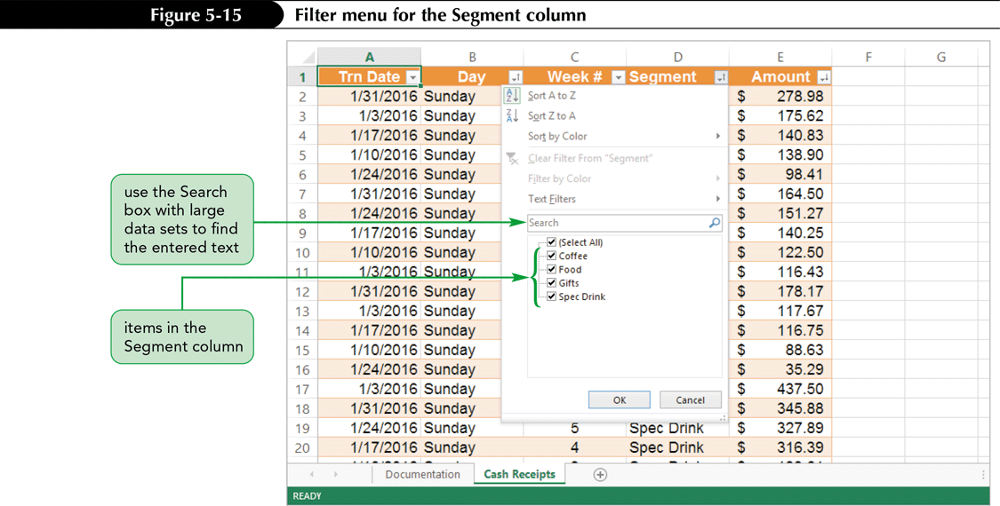 Figure 5-15 Filter menu for the Segment column
A B C D E F G
1 Trn Date Day Week # Segment Amount
2 1/31/2016 Sunday $ 278.98
3 1/3/2016 Sunday $ 175.62
4 1/17/2016 Sunday $ 140.83
5 1/10/2016 Sunday $ 138.90
6 1/24/2016 Sunday $ 98.41
7 1/31/2016 Sunday $ 164.50
8 1/24/2016 Sunday $ 151.27
9 1/17/2016 Sunday $ 140.25
10 1/10/2016 Sunday $ 122.50
11 1/3/2016 Sunday $ 116.43
12 1/31/2016 Sunday $ 178.17
13 1/3/2016 Sunday $ 117.67
14 1/17/2016 Sunday $ 116.75
15 1/10/2016 Sunday $ 88.63
16 1/24/2016 Sunday $ 35.29
17 1/3/2016 Sunday $ 437.50
18 1/31/2016 Sunday $ 345.88
19 1/24/2016 Sunday 5 Spec Drink $ 327.89
20 1/17/2016 Sunday 4 Spec Drink $ 316.39
Sort A to Z
Sort Z to A
Sort by Color
Clear Filter From "Segment"
Filter by Color
Text Filters
Search
(Select All)
Coffee
Food
Gifts
Spec Drink
OK Cancel
use the Search
box with large
data sets to find
the entered text
items in the
Segment column
Documentation Cash Receipts
READY